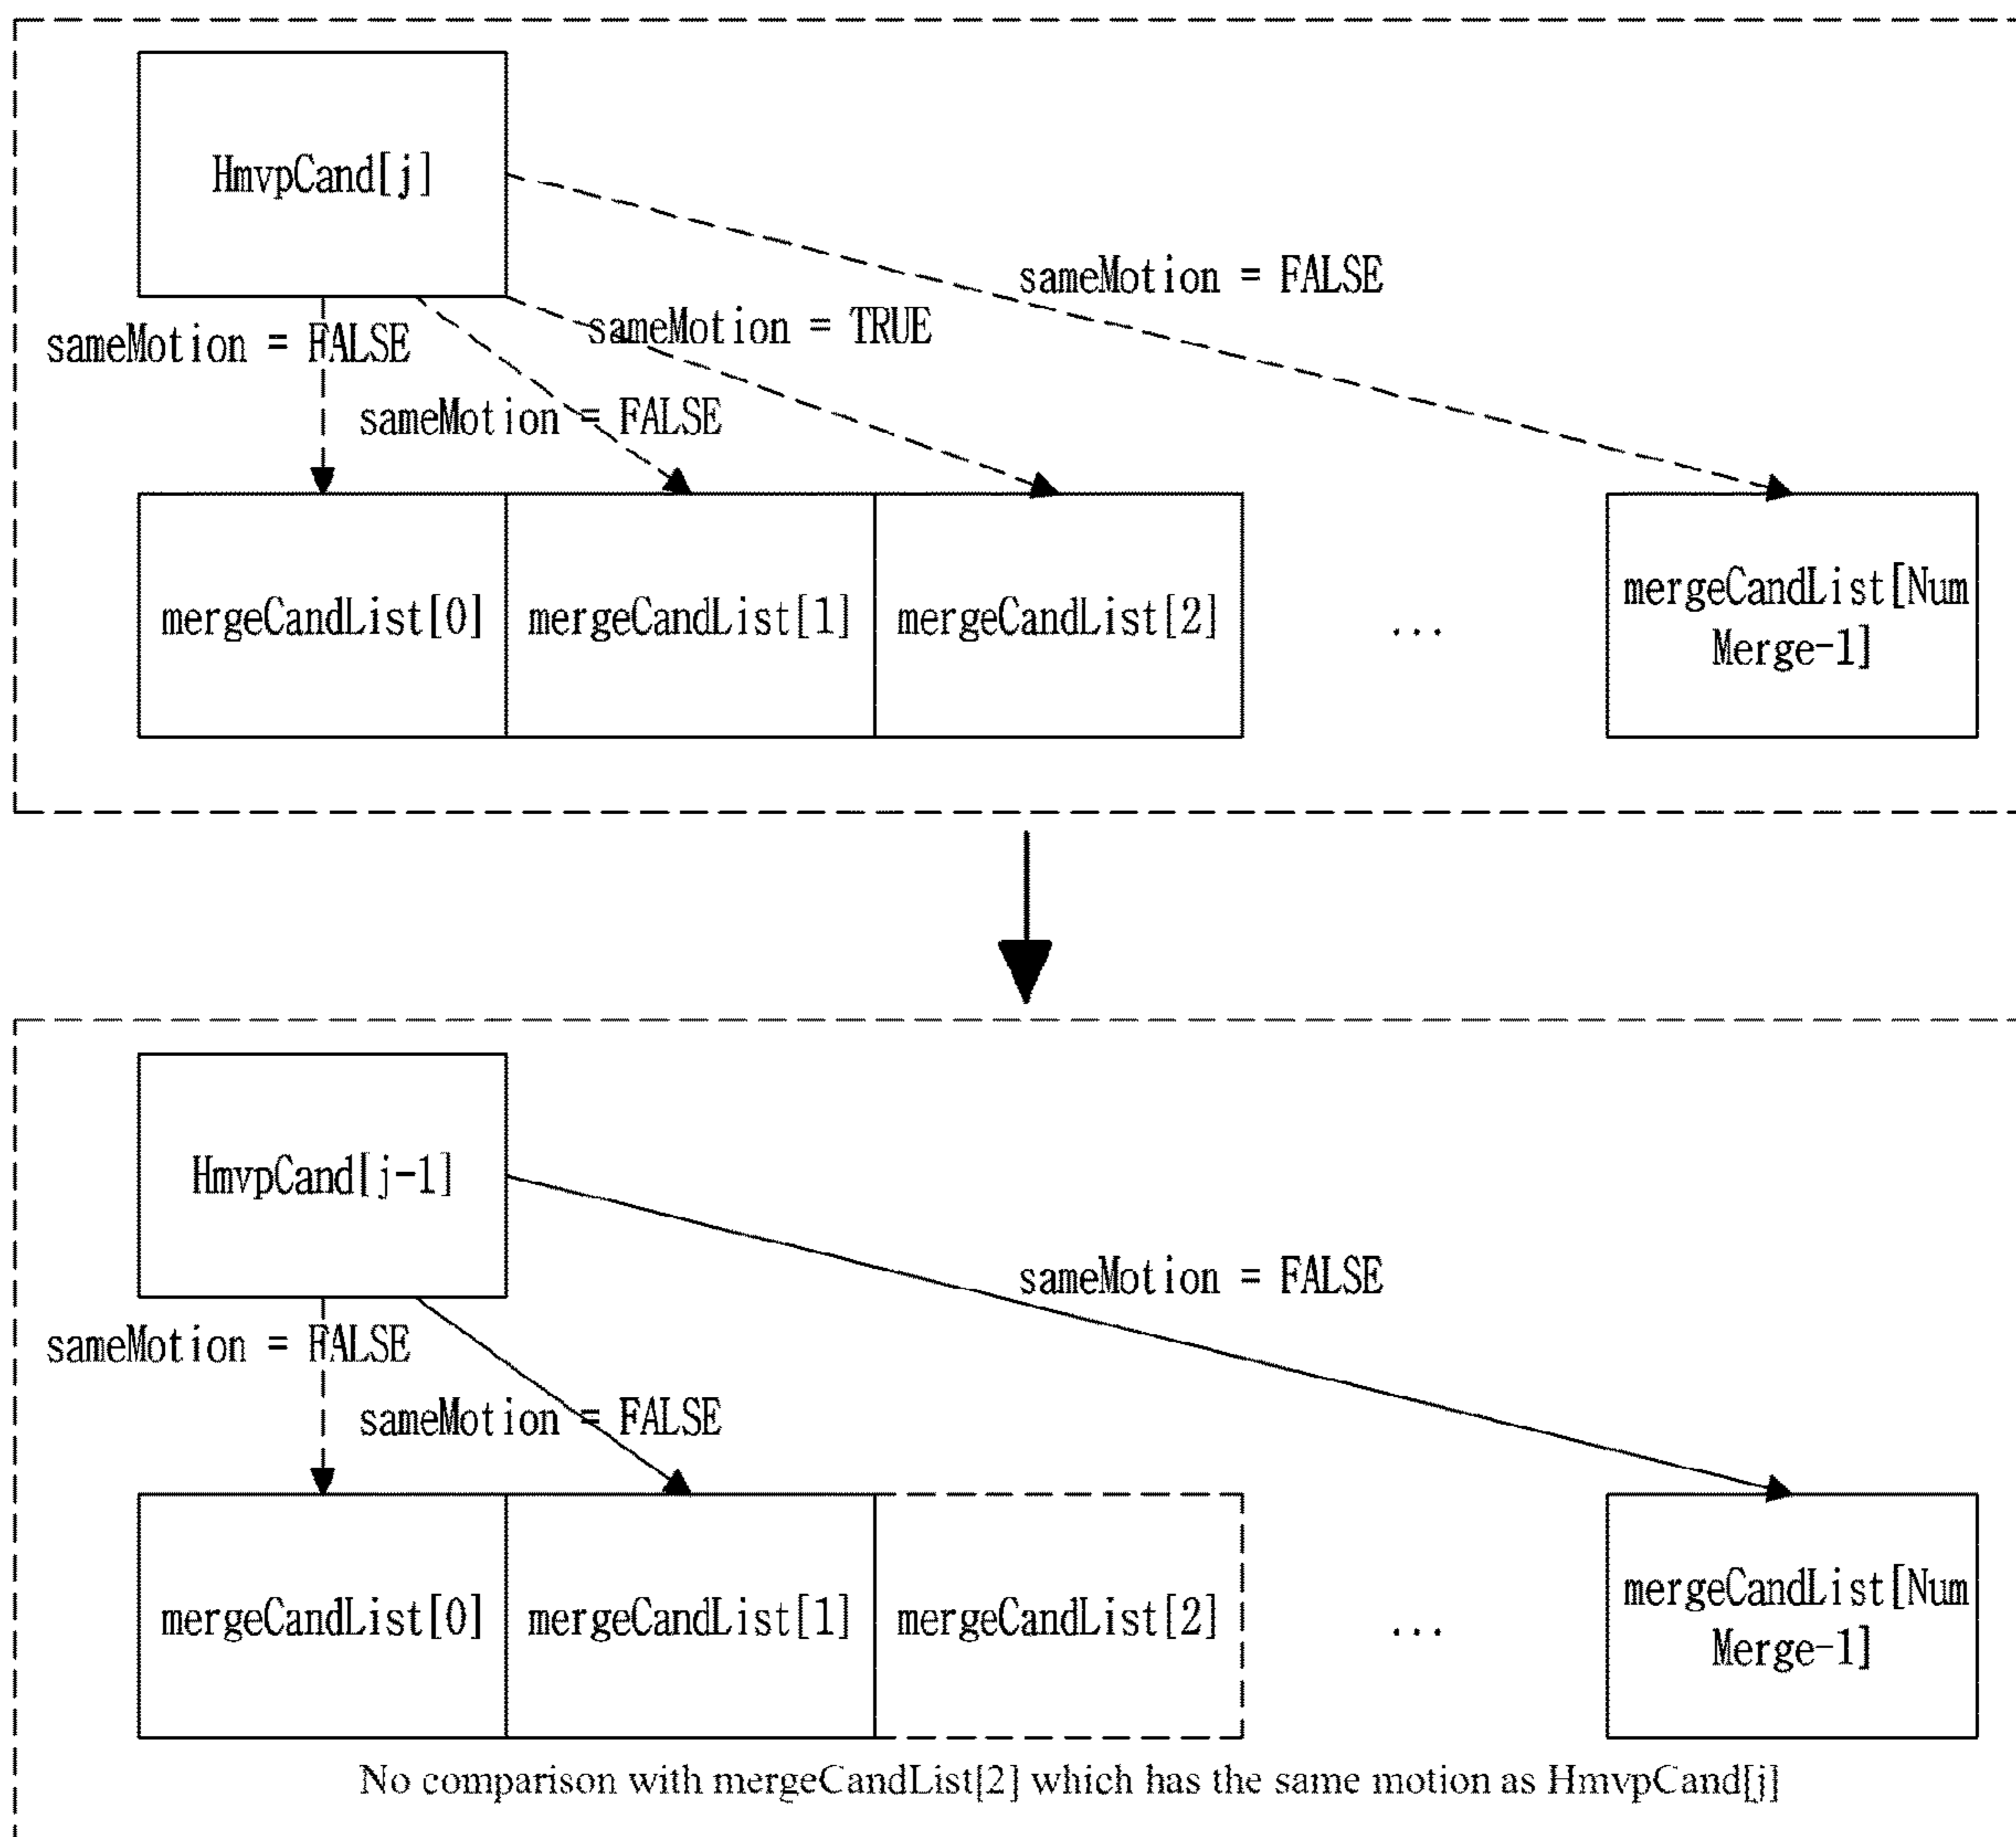 HmvpCand[j]
sameMotion = FALSE
sameMotion = TRUE
sameMotion = FALSE
sameMotion = FALSE
mergeCandList[0]
mergeCandList[1]
mergeCandList[2]
...
mergeCandList[Num
Merge-1]
HmvpCand[j-1]
sameMotion = FALSE
sameMotion = FALSE
sameMotion = FALSE
mergeCandList[0]
mergeCandList[1]
mergeCandList[2]
...
mergeCandList[Num
Merge-1]
No comparison with mergeCandList[2] which has the same motion as HmvpCand[j]